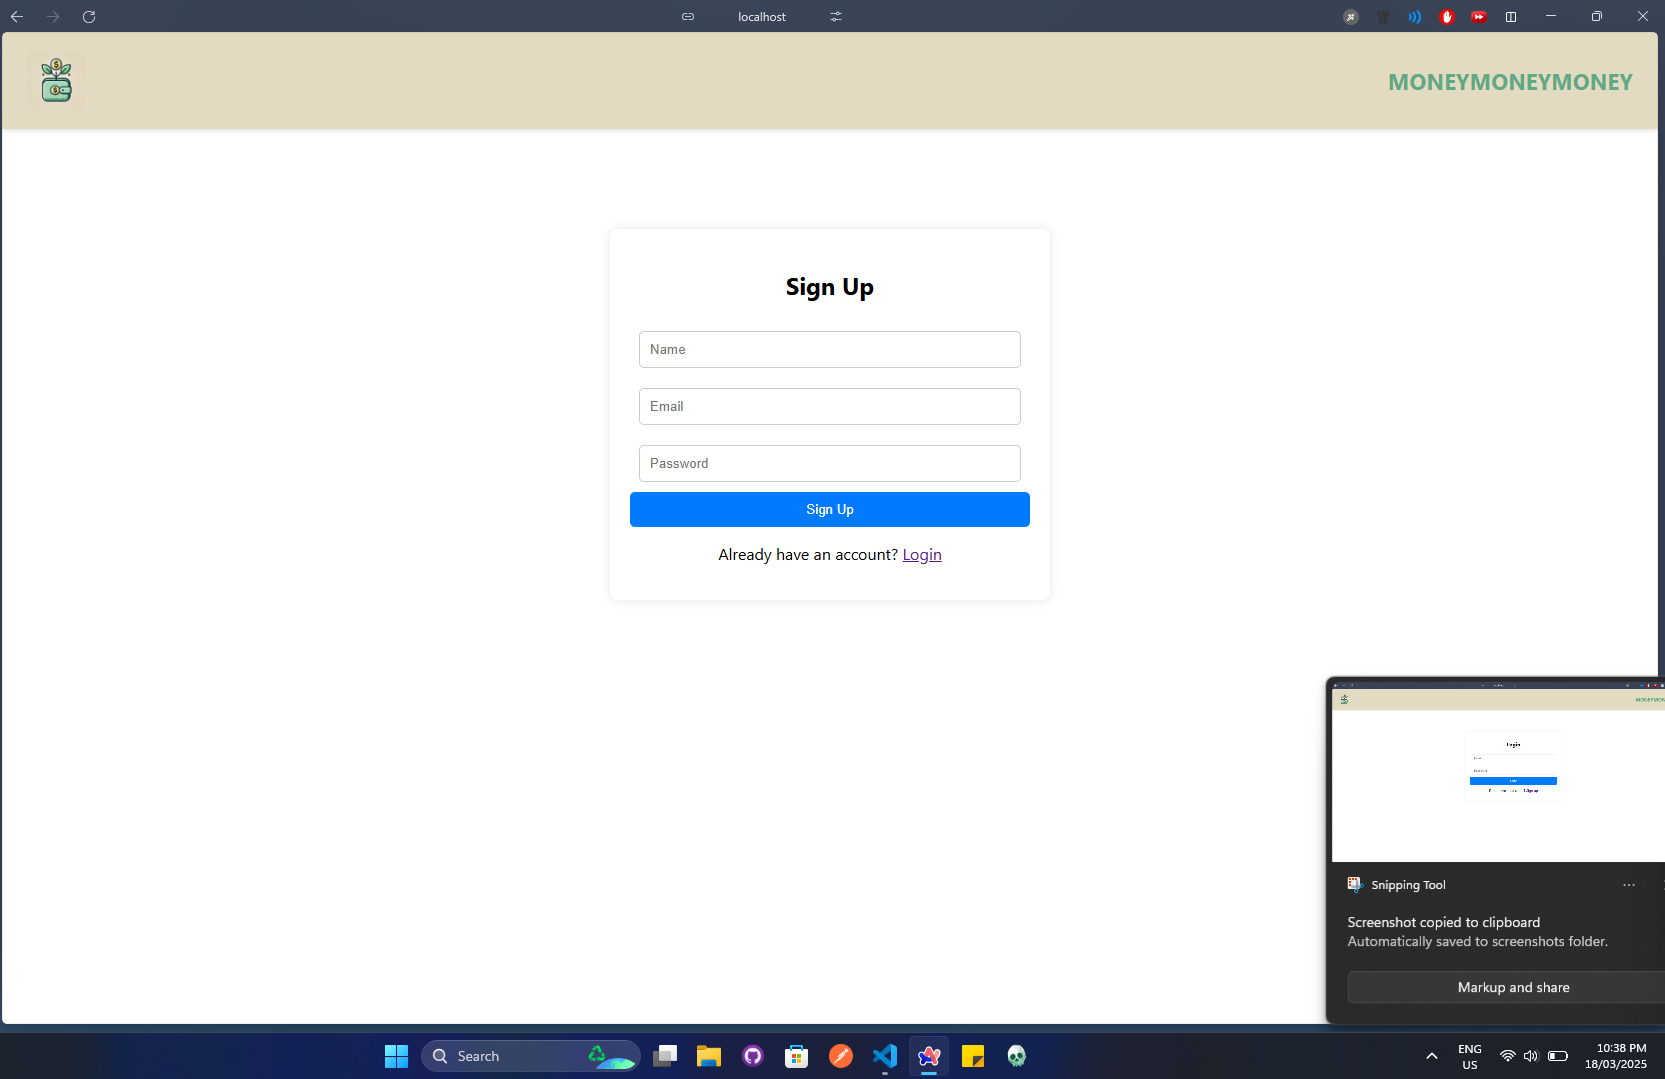 localhost
MONEYMONEYMONEY
Sign Up
Name
Email
Password
Sign Up
Already have an account? Login
Login
Snipping Tool
Screenshot copied to clipboard
Automatically saved to screenshots folder.
Markup and share
Search
ENG
US
10:38 PM
18/03/2025